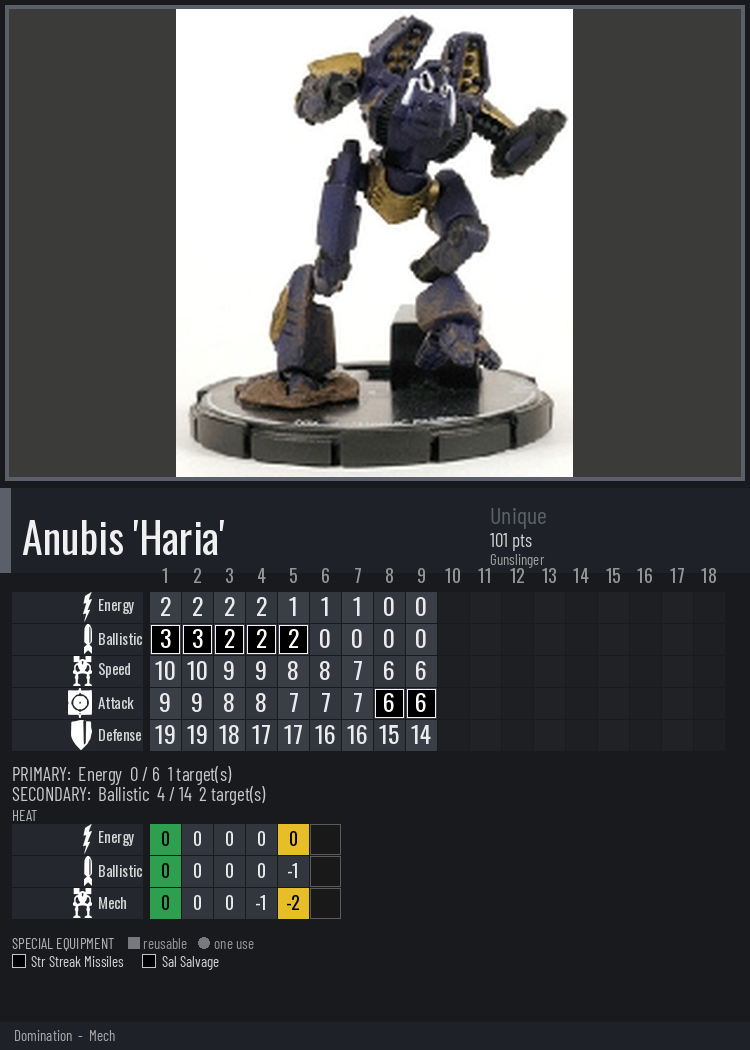 Anubis 'Haria'
Unique
101 pts
Gunslinger
1 2 3 4 5 6 7 8 9 10 11 12 13 14 15 16 17 18
Energy 2 2 2 2 1 1 1 0 0
Ballistic 3 3 2 2 2 0 0 0 0
Speed 10 10 9 9 8 8 7 6 6
Attack 9 9 8 8 7 7 7 6 6
Defense 19 19 18 17 17 16 16 15 14
PRIMARY: Energy 0 / 6 1 target(s)
SECONDARY: Ballistic 4 / 14 2 target(s)
HEAT
Energy 0 0 0 0 0
Ballistic 0 0 0 0 -1
Mech 0 0 0 -1 -2
SPECIAL EQUIPMENT reusable one use
Str Streak Missiles Sal Salvage
Domination - Mech